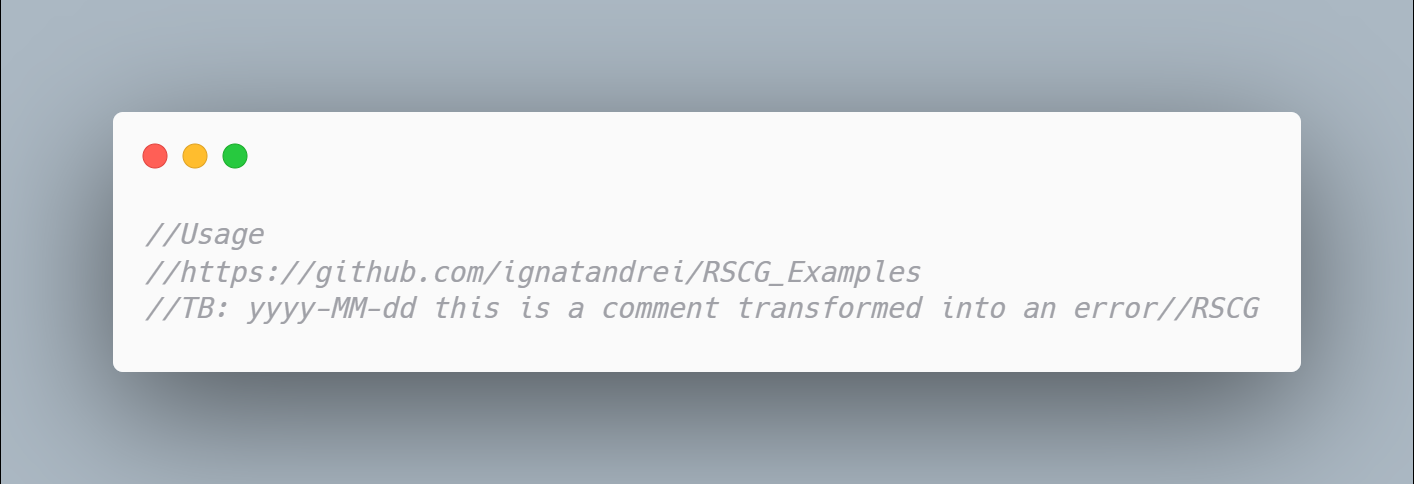 //Usage
//https://github.com/ignatandrei/RSCG_Examples
//TB: yyyy-MM-dd this is a comment transformed into an error//RSCG